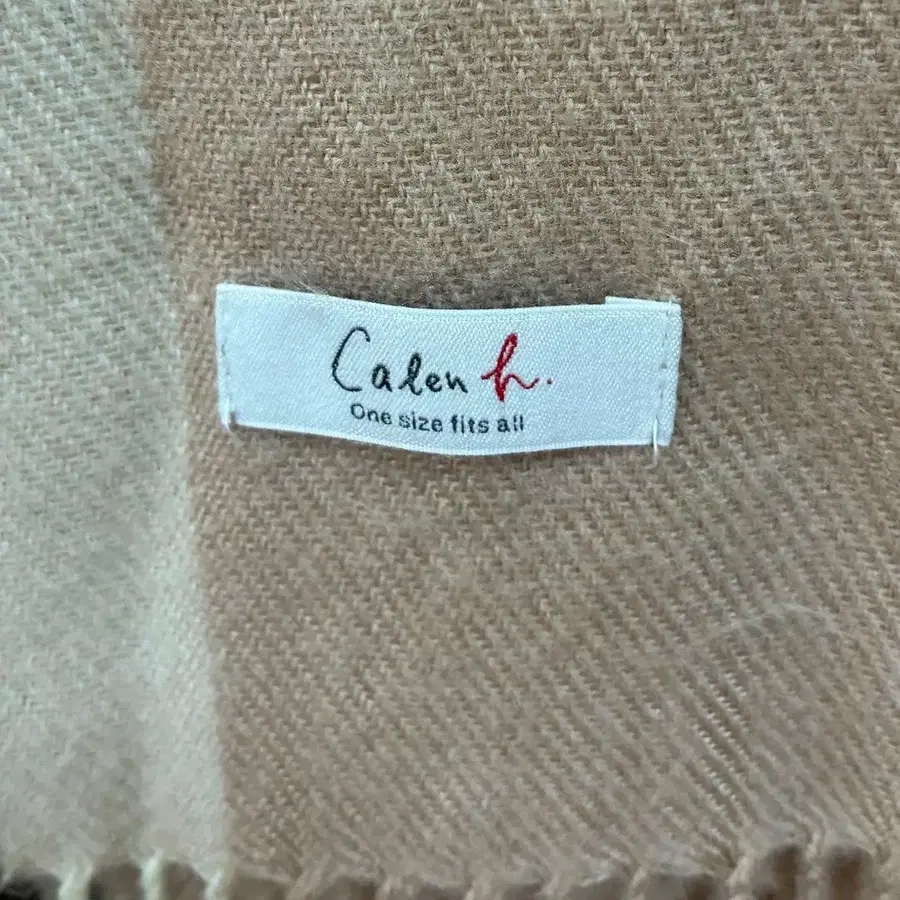 Calen h.
One size fits all